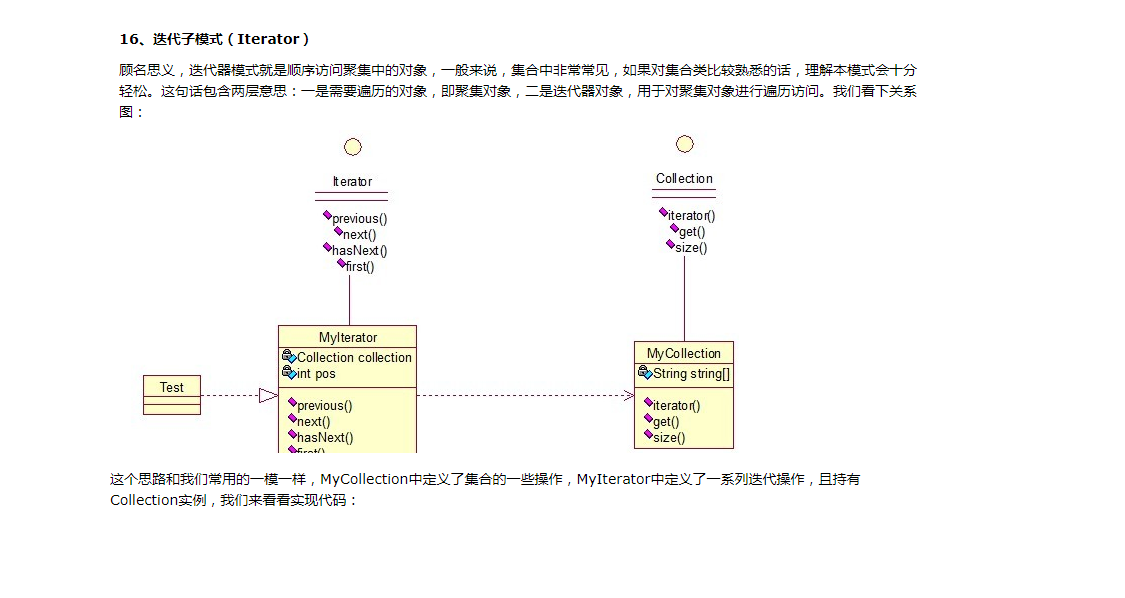 16、迭代子模式（Iterator）
顾名思义，迭代器模式就是顺序访问聚集中的对象，一般来说，集合中非常常见，如果对集合类比较熟悉的话，理解本模式会十分
轻松。这句话包含两层意思：一是需要遍历的对象，即聚集对象，二是迭代器对象，用于对聚集对象进行遍历访问。我们看下关系
图：
Iterator
previous()
next()
hasNext()
first()
Collection
iterator()
get()
size()
Test
MyIterator
Collection collection
int pos
previous()
next()
hasNext()
first()
MyCollection
String string[]
iterator()
get()
size()
这个思路和我们常用的一模一样，MyCollection中定义了集合的一些操作，MyIterator中定义了一系列迭代操作，且持有
Collection实例，我们来看看实现代码：